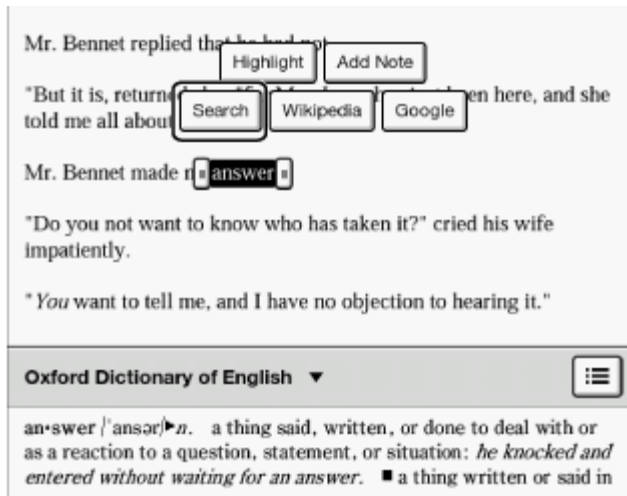 Mr. Bennet replied that he had not.
Highlight
Add Note
"But it is, return
en here, and she
Search
Wikipedia
Google
told me all about
Mr. Bennet made n
answer
"Do you not want to know who has taken it?" cried his wife
impatiently.
"You want to tell me, and I have no objection to hearing it."
Oxford Dictionary of English ▼
an•swer |ˈansər|▶n. a thing said, written, or done to deal with or
as a reaction to a question, statement, or situation: he knocked and
entered without waiting for an answer. ■ a thing written or said in